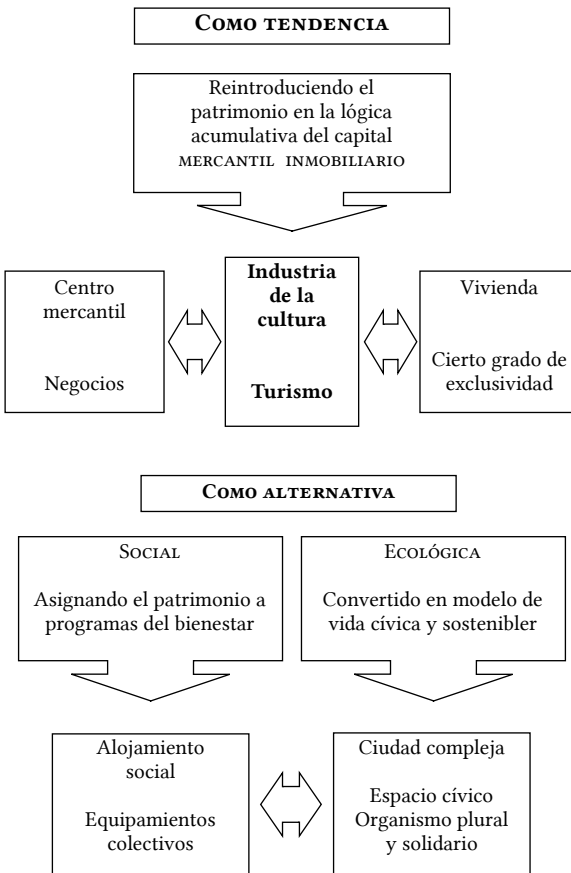 COMO TENDENCIA
Reintroduciendo el
patrimonio en la lógica
acumulativa del capital
MERCANTIL INMOBILIARIO
Centro
mercantil
Negocios
Industria
de la
cultura
Turismo
Vivienda
Cierto grado de
exclusividad
COMO ALTERNATIVA
SOCIAL
Asignando el patrimonio a
programas del bienestar
ECOLÓGICA
Convertido en modelo de
vida cívica y sostenibler
Alojamiento
social
Equipamientos
colectivos
Ciudad compleja
Espacio cívico
Organismo plural
y solidario